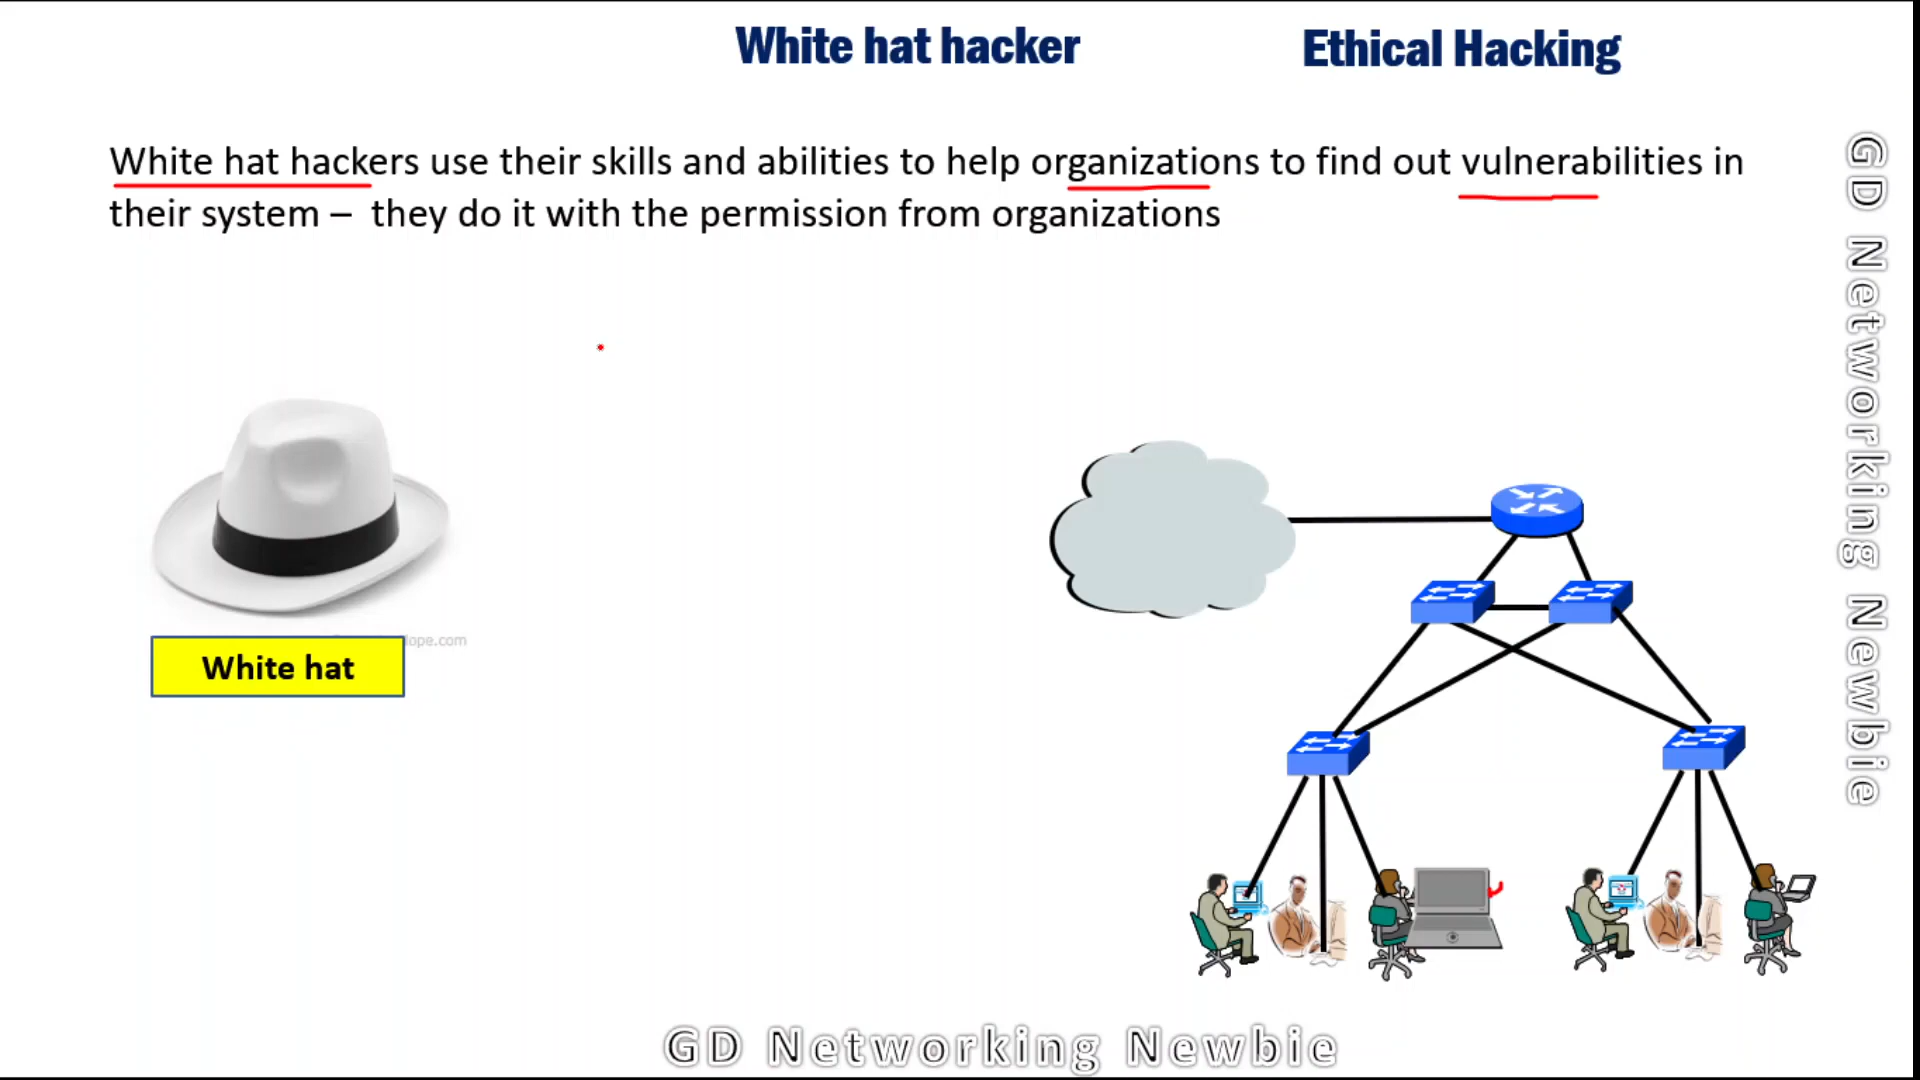 White hat hacker
Ethical Hacking
White hat hackers use their skills and abilities to help organizations to find out vulnerabilities in
their system – they do it with the permission from organizations
White hat
GD Networking Newbie
GD Networking Newbie